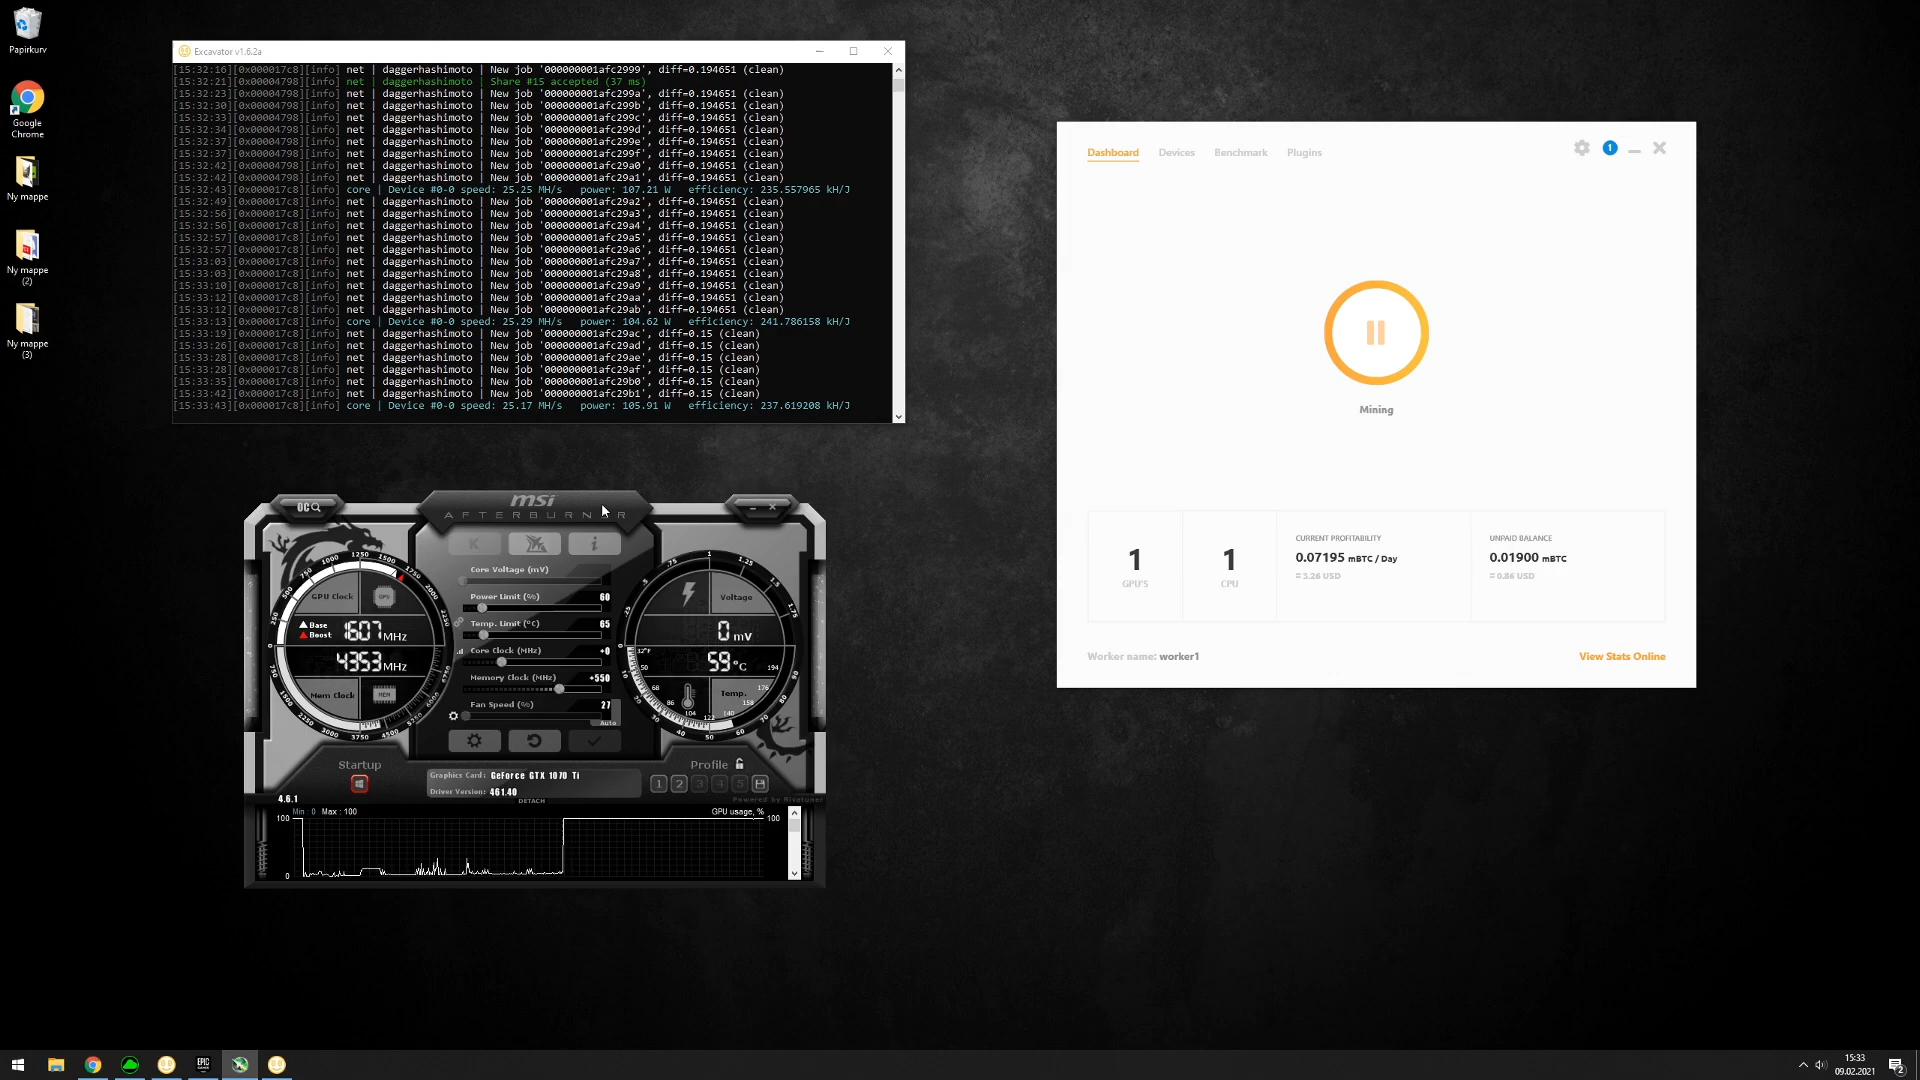 Papirkurv
Google
Chrome
Ny mappe
Ny mappe
(2)
Ny mappe
(3)
Excavator v1.6.2a
[15:32:16][0x000017c8][info] net | daggerhashimoto | New job '000000001afc2999', diff=0.194651 (clean)
[15:32:21][0x00004798][info] net | daggerhashimoto | Share #15 accepted (37 ms)
[15:32:23][0x00004798][info] net | daggerhashimoto | New job '000000001afc299a', diff=0.194651 (clean)
[15:32:30][0x00004798][info] net | daggerhashimoto | New job '000000001afc299b', diff=0.194651 (clean)
[15:32:33][0x00004798][info] net | daggerhashimoto | New job '000000001afc299c', diff=0.194651 (clean)
[15:32:34][0x00004798][info] net | daggerhashimoto | New job '000000001afc299d', diff=0.194651 (clean)
[15:32:37][0x00004798][info] net | daggerhashimoto | New job '000000001afc299e', diff=0.194651 (clean)
[15:32:37][0x00004798][info] net | daggerhashimoto | New job '000000001afc299f', diff=0.194651 (clean)
[15:32:42][0x00004798][info] net | daggerhashimoto | New job '000000001afc29a0', diff=0.194651 (clean)
[15:32:42][0x00004798][info] net | daggerhashimoto | New job '000000001afc29a1', diff=0.194651 (clean)
[15:32:43][0x000017c8][info] core | Device #0-0 speed: 25.25 MH/s power: 107.21 W efficiency: 235.557965 kH/J
[15:32:49][0x000017c8][info] net | daggerhashimoto | New job '000000001afc29a2', diff=0.194651 (clean)
[15:32:56][0x000017c8][info] net | daggerhashimoto | New job '000000001afc29a3', diff=0.194651 (clean)
[15:32:56][0x000017c8][info] net | daggerhashimoto | New job '000000001afc29a4', diff=0.194651 (clean)
[15:32:57][0x000017c8][info] net | daggerhashimoto | New job '000000001afc29a5', diff=0.194651 (clean)
[15:32:57][0x000017c8][info] net | daggerhashimoto | New job '000000001afc29a6', diff=0.194651 (clean)
[15:33:03][0x000017c8][info] net | daggerhashimoto | New job '000000001afc29a7', diff=0.194651 (clean)
[15:33:03][0x000017c8][info] net | daggerhashimoto | New job '000000001afc29a8', diff=0.194651 (clean)
[15:33:10][0x000017c8][info] net | daggerhashimoto | New job '000000001afc29a9', diff=0.194651 (clean)
[15:33:12][0x000017c8][info] net | daggerhashimoto | New job '000000001afc29aa', diff=0.194651 (clean)
[15:33:12][0x000017c8][info] net | daggerhashimoto | New job '000000001afc29ab', diff=0.194651 (clean)
[15:33:13][0x000017c8][info] core | Device #0-0 speed: 25.29 MH/s power: 104.62 W efficiency: 241.786158 kH/J
[15:33:19][0x000017c8][info] net | daggerhashimoto | New job '000000001afc29ac', diff=0.15 (clean)
[15:33:26][0x000017c8][info] net | daggerhashimoto | New job '000000001afc29ad', diff=0.15 (clean)
[15:33:28][0x000017c8][info] net | daggerhashimoto | New job '000000001afc29ae', diff=0.15 (clean)
[15:33:28][0x000017c8][info] net | daggerhashimoto | New job '000000001afc29af', diff=0.15 (clean)
[15:33:35][0x000017c8][info] net | daggerhashimoto | New job '000000001afc29b0', diff=0.15 (clean)
[15:33:42][0x000017c8][info] net | daggerhashimoto | New job '000000001afc29b1', diff=0.15 (clean)
[15:33:43][0x000017c8][info] core | Device #0-0 speed: 25.17 MH/s power: 105.91 W efficiency: 237.619208 kH/J
Dashboard Devices Benchmark Plugins
1
Mining
1
GPU'S
1
CPU
CURRENT PROFITABILITY
0.07195 mBTC / Day
= 3.26 USD
UNPAID BALANCE
0.01900 mBTC
= 0.86 USD
Worker name: worker1
View Stats Online
OC
msi
AFTERBURNER
K
i
GPU Clock
GPU
Base
Boost
1607 MHz
4353 MHz
Mem Clock
MEM
Core Voltage (mV)
Power Limit (%) 60
Temp. Limit (°C) 65
Core Clock (MHz) +0
Memory Clock (MHz) +550
Fan Speed (%) 27
Auto
Voltage
0 mV
59 °C
Temp.
Startup
Profile
1 2 3 4 5
Graphics Card: GeForce GTX 1070 Ti
Driver Version: 461.40
DETACH
4.6.1
Powered by Rivatuner
Min : 0 Max : 100
GPU usage, %
100
0
100
EPIC
GAMES
15:33
09.02.2021
2